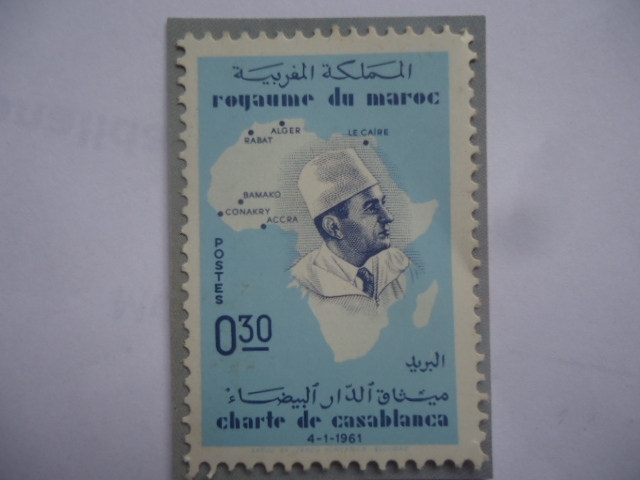 المملكة المغربية
royaume du maroc
ALGER
RABAT
LE CAÏRE
BAMAKO
CONAKRY
ACCRA
POSTES
0,30
البريد
ميثاق الدار البيضاء
charte de casablanca
4-1-1961